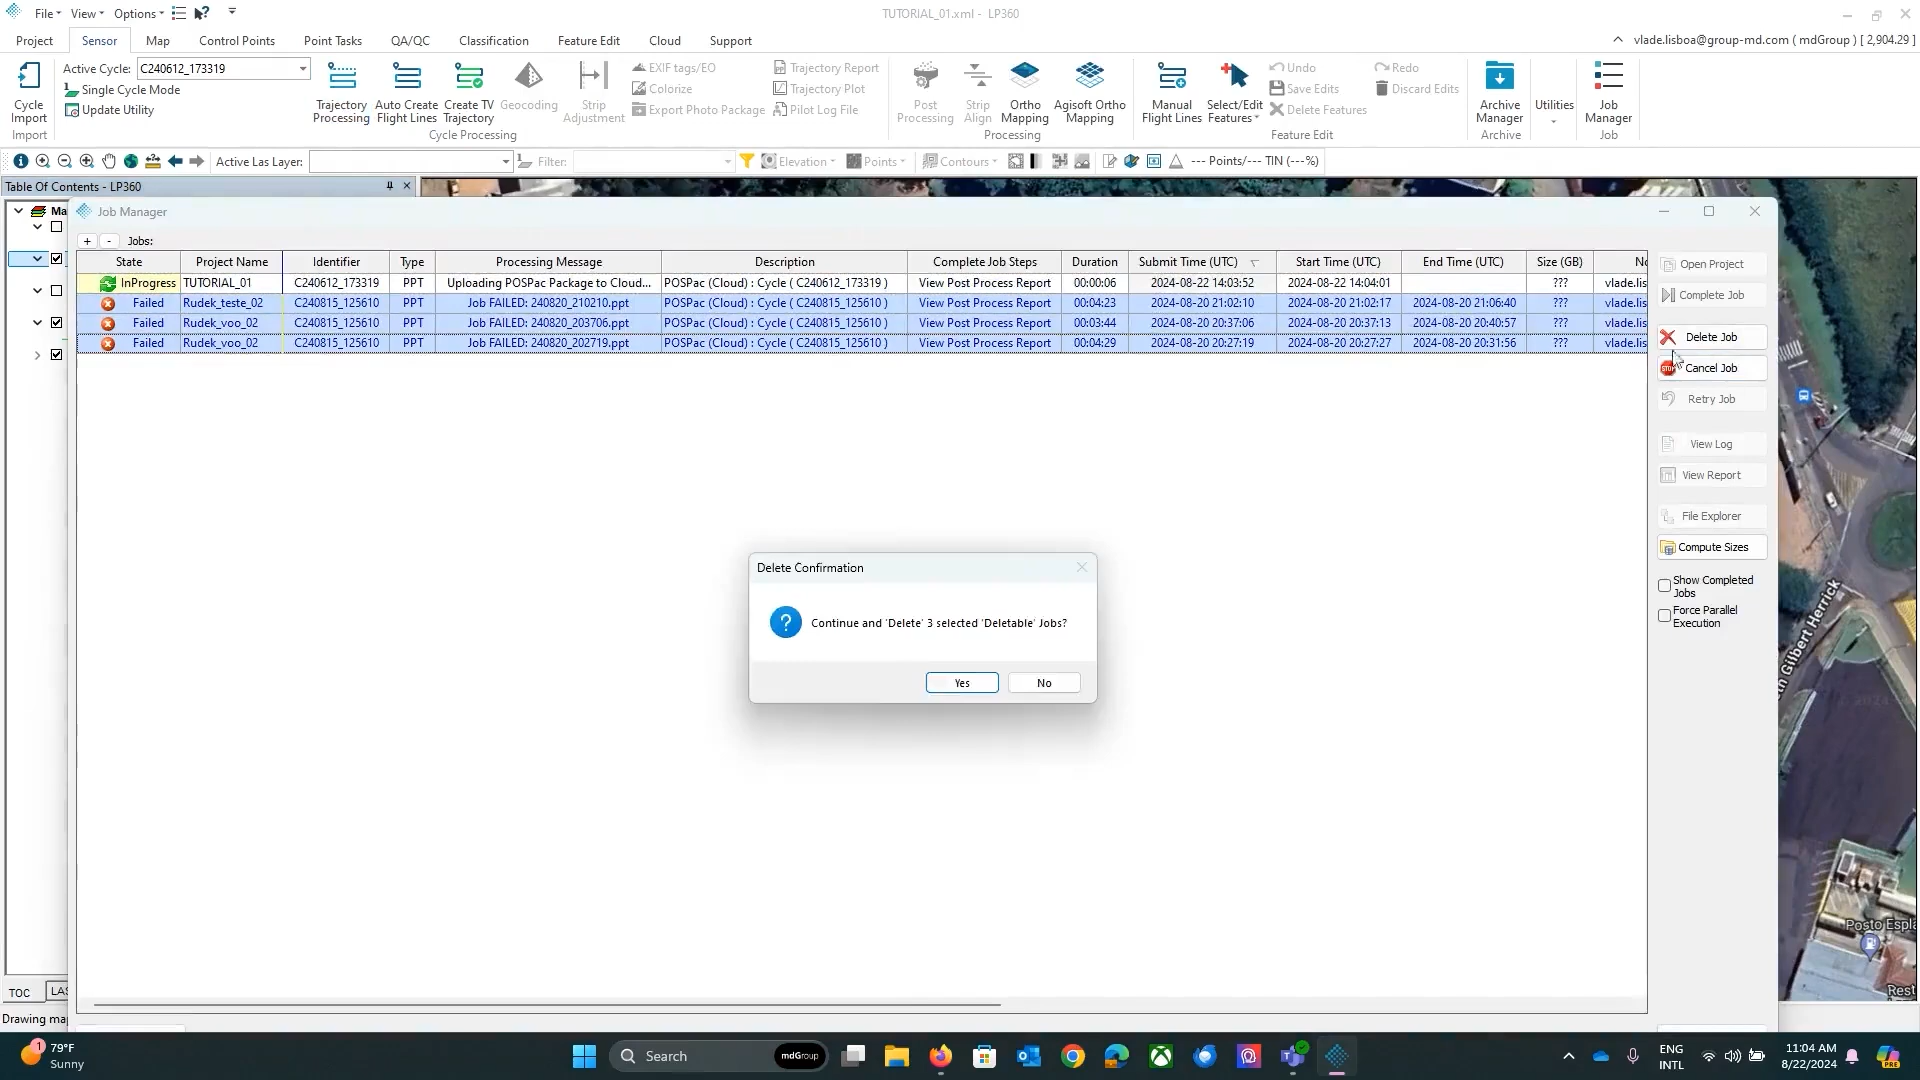 File View Options TUTORIAL_01.xml - LP360
Project Sensor Map Control Points Point Tasks QA/QC Classification Feature Edit Cloud Support vlade.lisboa@group-md.com ( mdGroup ) [ 2,904.29 ]
Active Cycle: C240612_173319 EXIF tags/EO Trajectory Report Undo Redo
Single Cycle Mode Colorize Trajectory Plot Save Edits Discard Edits
Update Utility Export Photo Package Pilot Log File Delete Features
Cycle Import Trajectory Processing Auto Create Flight Lines Create TV Trajectory Geocoding Strip Adjustment Post Processing Strip Align Ortho Mapping Agisoft Ortho Mapping Manual Flight Lines Select/Edit Features Archive Manager Utilities Job Manager
Import Cycle Processing Processing Feature Edit Archive Job
Active Las Layer: Filter: Elevation Points Contours --- Points/--- TIN (---%)
Table Of Contents - LP360
Ma
Job Manager
+ - Jobs:
State Project Name Identifier Type Processing Message Description Complete Job Steps Duration Submit Time (UTC) Start Time (UTC) End Time (UTC) Size (GB) No
InProgress TUTORIAL_01 C240612_173319 PPT Uploading POSPac Package to Cloud... POSPac (Cloud) : Cycle ( C240612_173319 ) View Post Process Report 00:00:06 2024-08-22 14:03:52 2024-08-22 14:04:01 ??? vlade.lis
Failed Rudek_teste_02 C240815_125610 PPT Job FAILED: 240820_210210.ppt POSPac (Cloud) : Cycle ( C240815_125610 ) View Post Process Report 00:04:23 2024-08-20 21:02:10 2024-08-20 21:02:17 2024-08-20 21:06:40 ??? vlade.lis
Failed Rudek_voo_02 C240815_125610 PPT Job FAILED: 240820_203706.ppt POSPac (Cloud) : Cycle ( C240815_125610 ) View Post Process Report 00:03:44 2024-08-20 20:37:06 2024-08-20 20:37:13 2024-08-20 20:40:57 ??? vlade.lis
Failed Rudek_voo_02 C240815_125610 PPT Job FAILED: 240820_202719.ppt POSPac (Cloud) : Cycle ( C240815_125610 ) View Post Process Report 00:04:29 2024-08-20 20:27:19 2024-08-20 20:27:27 2024-08-20 20:31:56 ??? vlade.lis
Open Project
Complete Job
Delete Job
Cancel Job
Retry Job
View Log
View Report
File Explorer
Compute Sizes
Show Completed
Jobs
Force Parallel
Execution
Delete Confirmation
? Continue and 'Delete' 3 selected 'Deletable' Jobs?
Yes No
Gilbert Herrick
Posto Espla
Rest
TOC LAS
Drawing map
1 79°F
Sunny
Search mdGroup
ENG
INTL
11:04 AM
8/22/2024
PRE